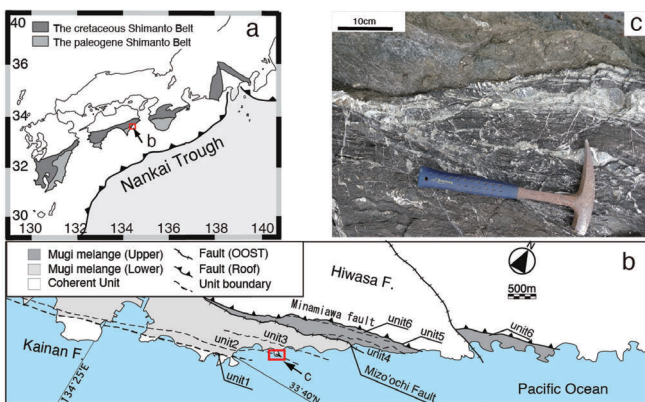 The cretaceous Shimanto Belt
The paleogene Shimanto Belt
a
36
34
32
30
b
Nankai Trough
130 132 134 136 138 140
10cm
c
Mugi melange (Upper)
Mugi melange (Lower)
Coherent Unit
Fault (OOST)
Fault (Roof)
Unit boundary
Hiwasa F.
N
500m
b
Minamiawa fault
unit6
unit5
unit6
unit3
unit2
unit4
Kainan F.
unit1
c
Mizo'ochi Fault
134°25'E
33°40'N
Pacific Ocean